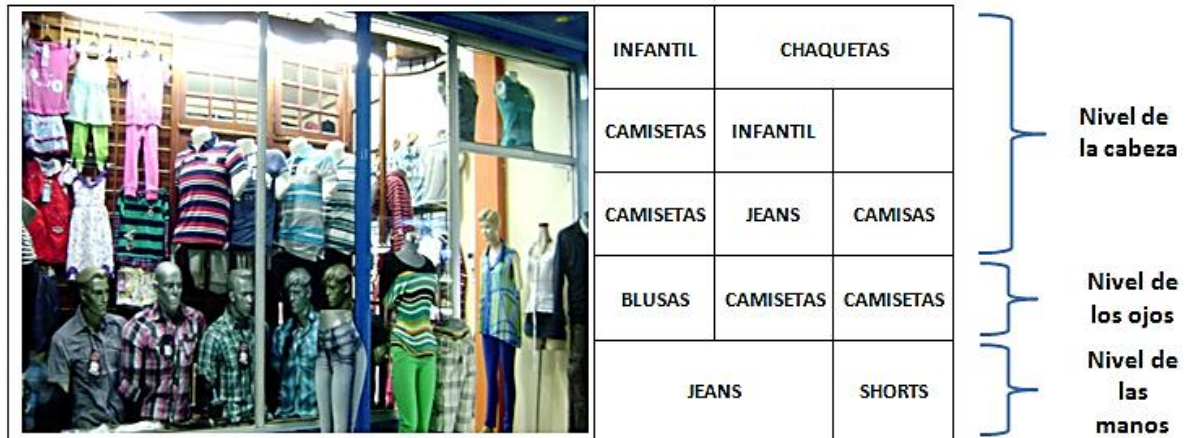 INFANTIL CHAQUETAS
CAMISETAS INFANTIL
CAMISETAS JEANS CAMISAS
BLUSAS CAMISETAS CAMISETAS
JEANS SHORTS
Nivel de
la cabeza
Nivel de
los ojos
Nivel de
las
manos